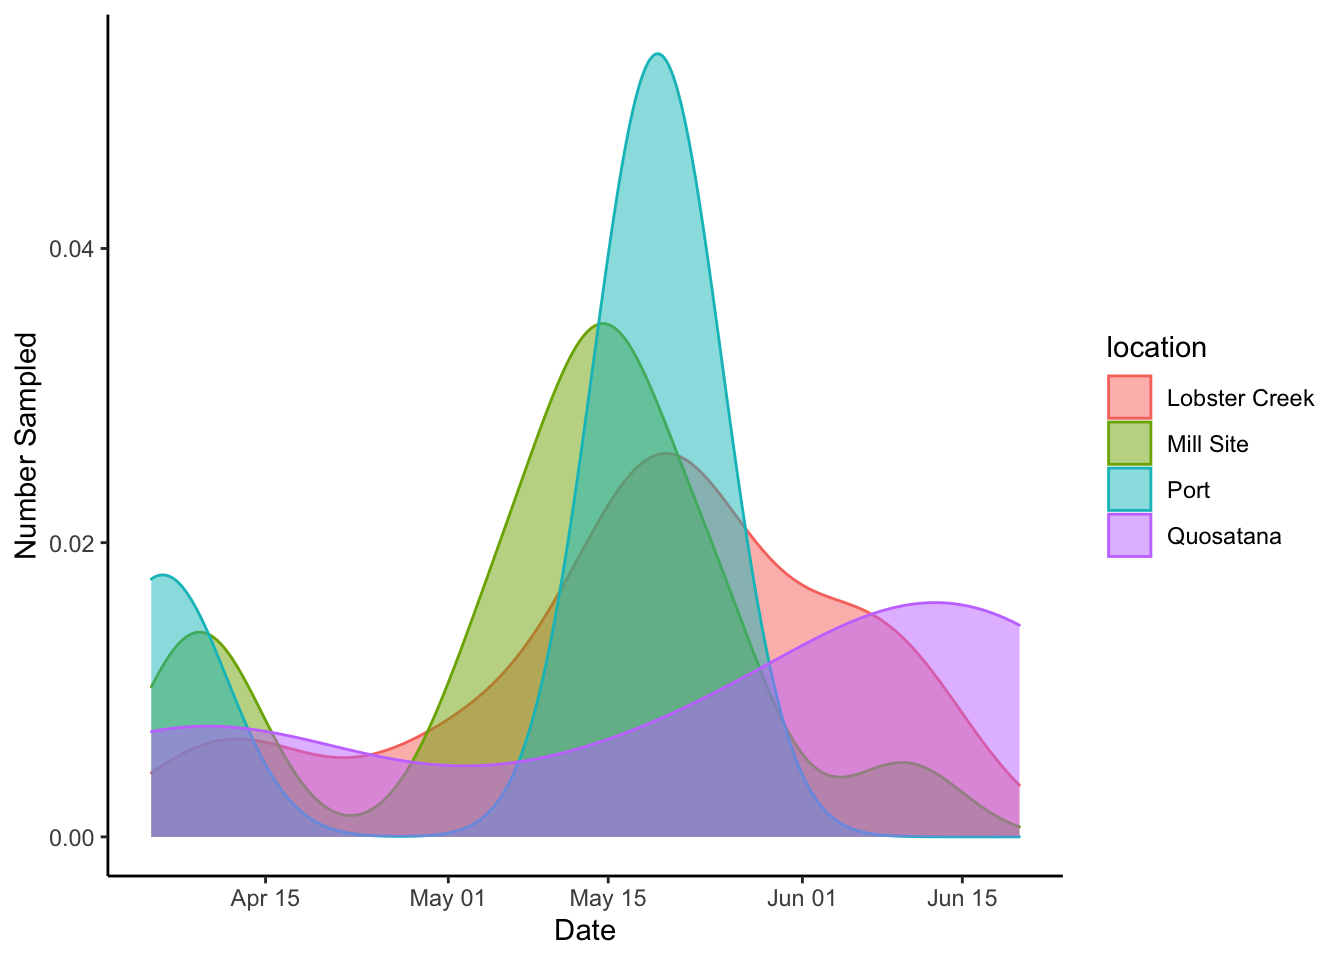 Number Sampled
0.04
0.02
0.00
Apr 15
May 01
May 15
Jun 01
Jun 15
Date
location
Lobster Creek
Mill Site
Port
Quosatana